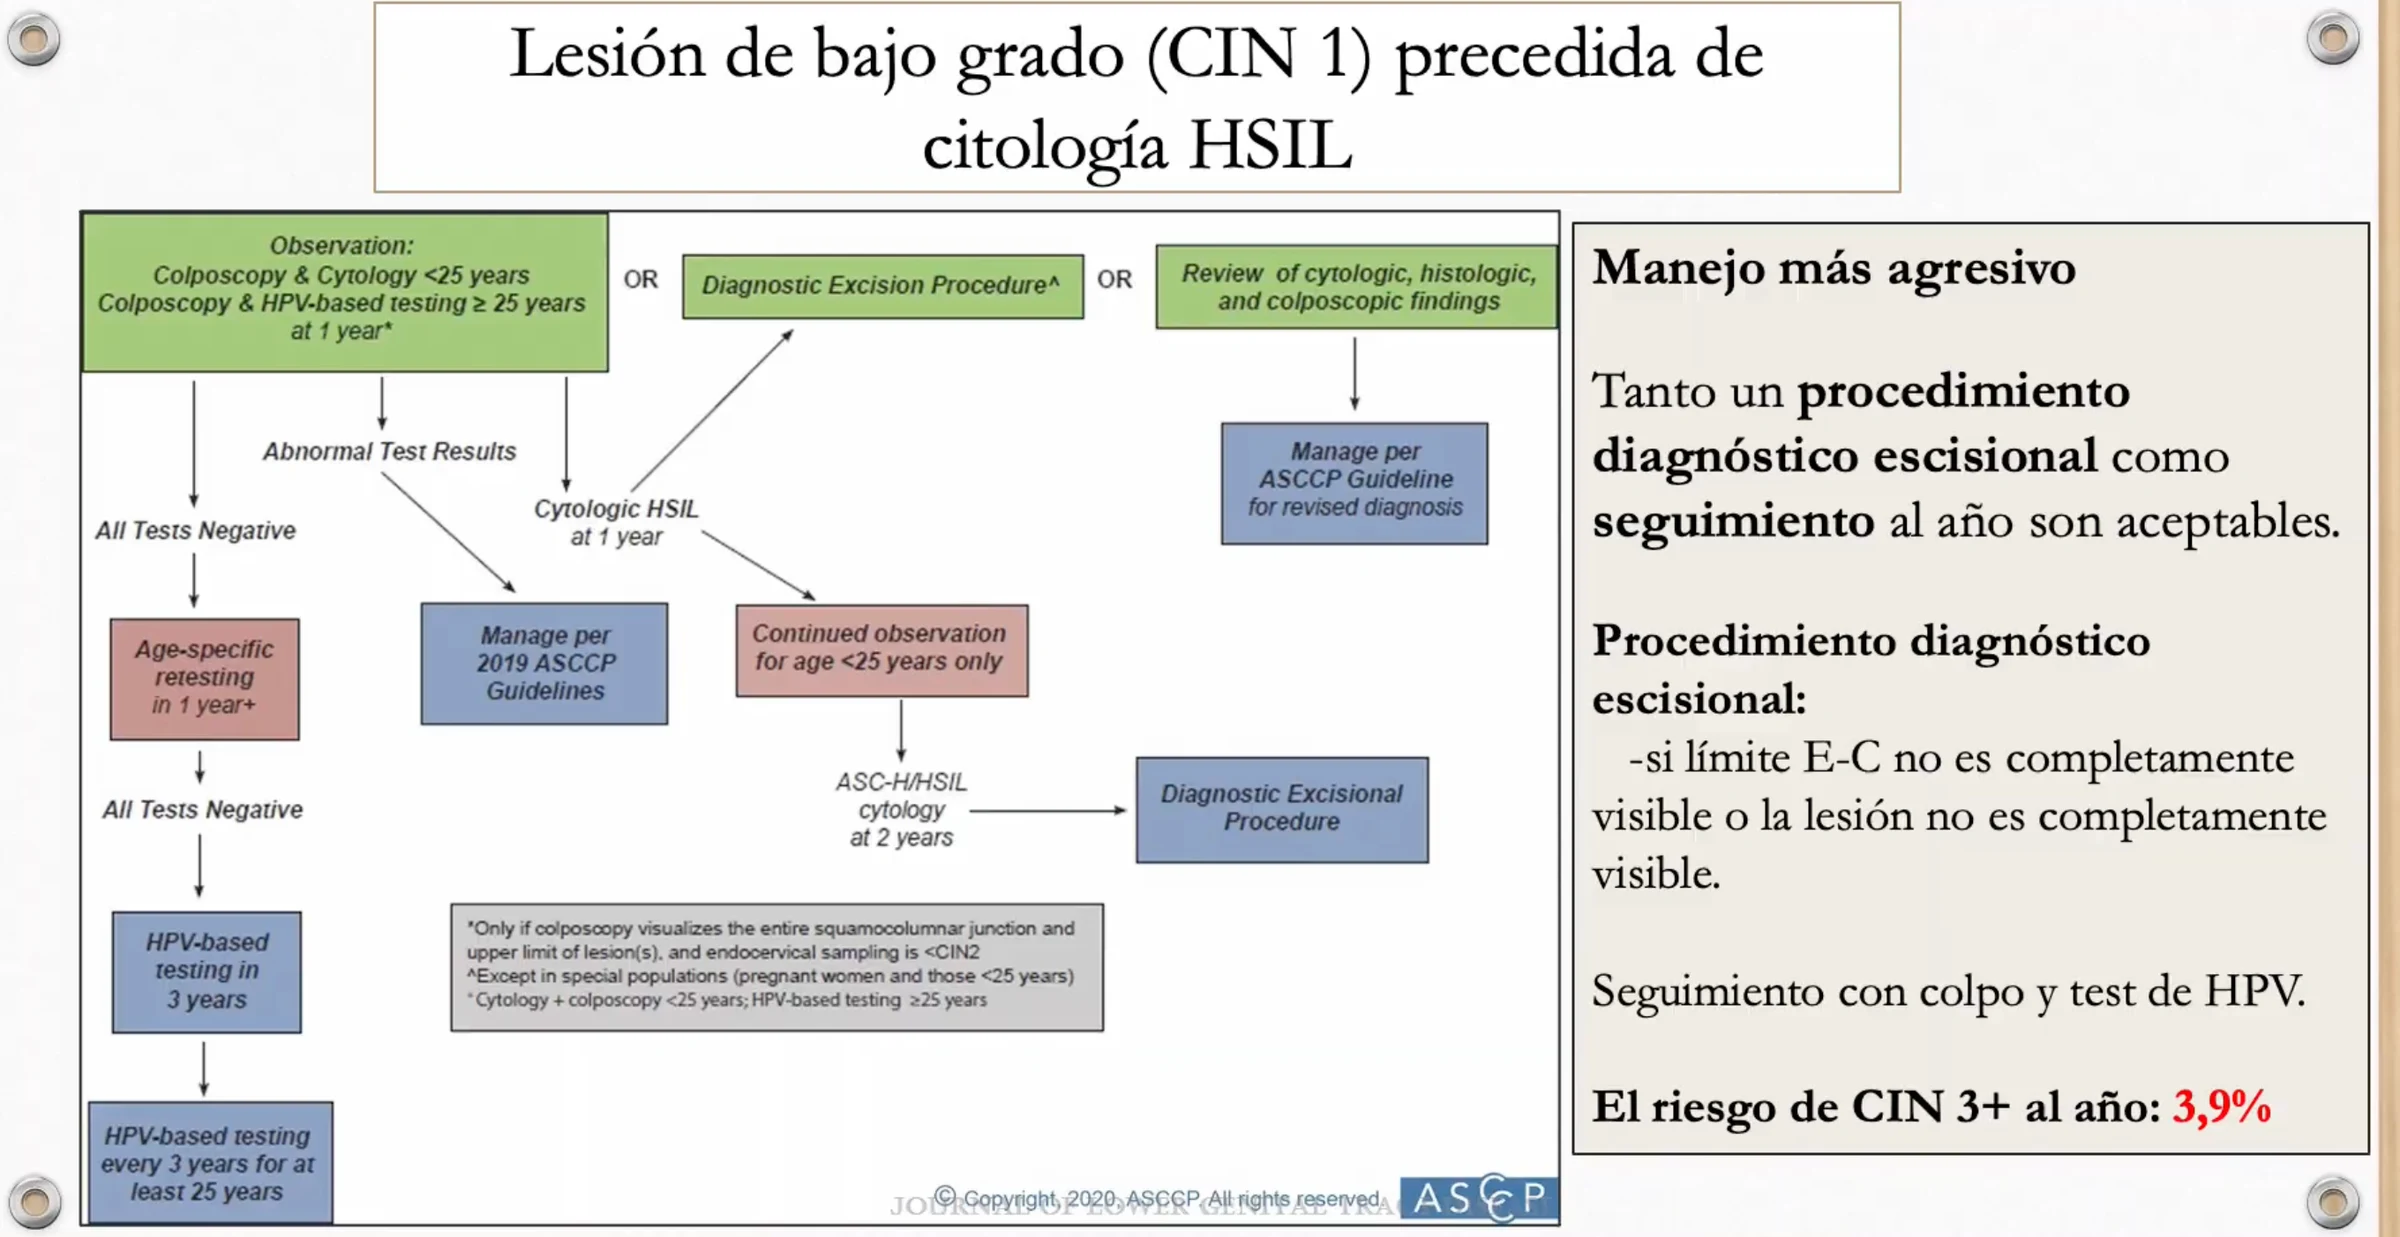 Lesión de bajo grado (CIN 1) precedida de
citología HSIL
Observation:
Colposcopy & Cytology <25 years
Colposcopy & HPV-based testing ≥ 25 years
at 1 year*
OR
Diagnostic Excision Procedure^
OR
Review of cytologic, histologic,
and colposcopic findings
Abnormal Test Results
Cytologic HSIL
at 1 year
All Tests Negative
Manage per
ASCCP Guideline
for revised diagnosis
Age-specific
retesting
in 1 year+
Manage per
2019 ASCCP
Guidelines
Continued observation
for age <25 years only
All Tests Negative
ASC-H/HSIL
cytology
at 2 years
Diagnostic Excisional
Procedure
HPV-based
testing in
3 years
*Only if colposcopy visualizes the entire squamocolumnar junction and
upper limit of lesion(s), and endocervical sampling is <CIN2
^Except in special populations (pregnant women and those <25 years)
+Cytology + colposcopy <25 years; HPV-based testing ≥25 years
HPV-based testing
every 3 years for at
least 25 years
© Copyright, 2020, ASCCP. All rights reserved.
JOURNAL OF LOWER GENITAL
ASCCP
Manejo más agresivo
Tanto un procedimiento
diagnóstico escisional como
seguimiento al año son aceptables.
Procedimiento diagnóstico
escisional:
-si límite E-C no es completamente
visible o la lesión no es completamente
visible.
Seguimiento con colpo y test de HPV.
El riesgo de CIN 3+ al año: 3,9%